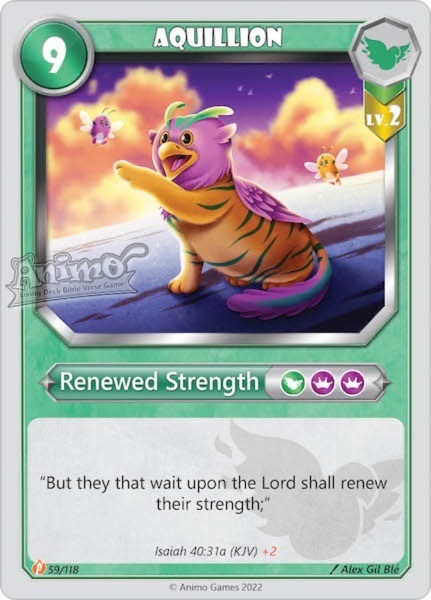 9
AQUILLION
LV.2
Animo
Living Deck Bible Verse Game
Renewed Strength
"But they that wait upon the Lord shall renew
their strength;"
Isaiah 40:31a (KJV) +2
59/118
Alex Gil Blé
© Animo Games 2022